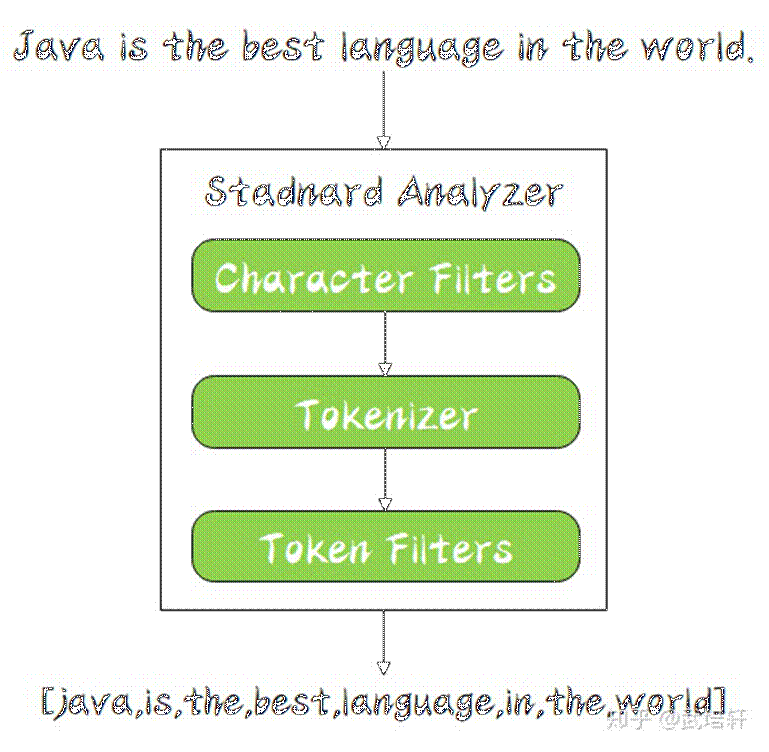 Java is the best language in the world.
Stadnard Analyzer
Character Filters
Tokenizer
Token Filters
[java,is,the,best,language,in,the,world]
知乎 @武培轩